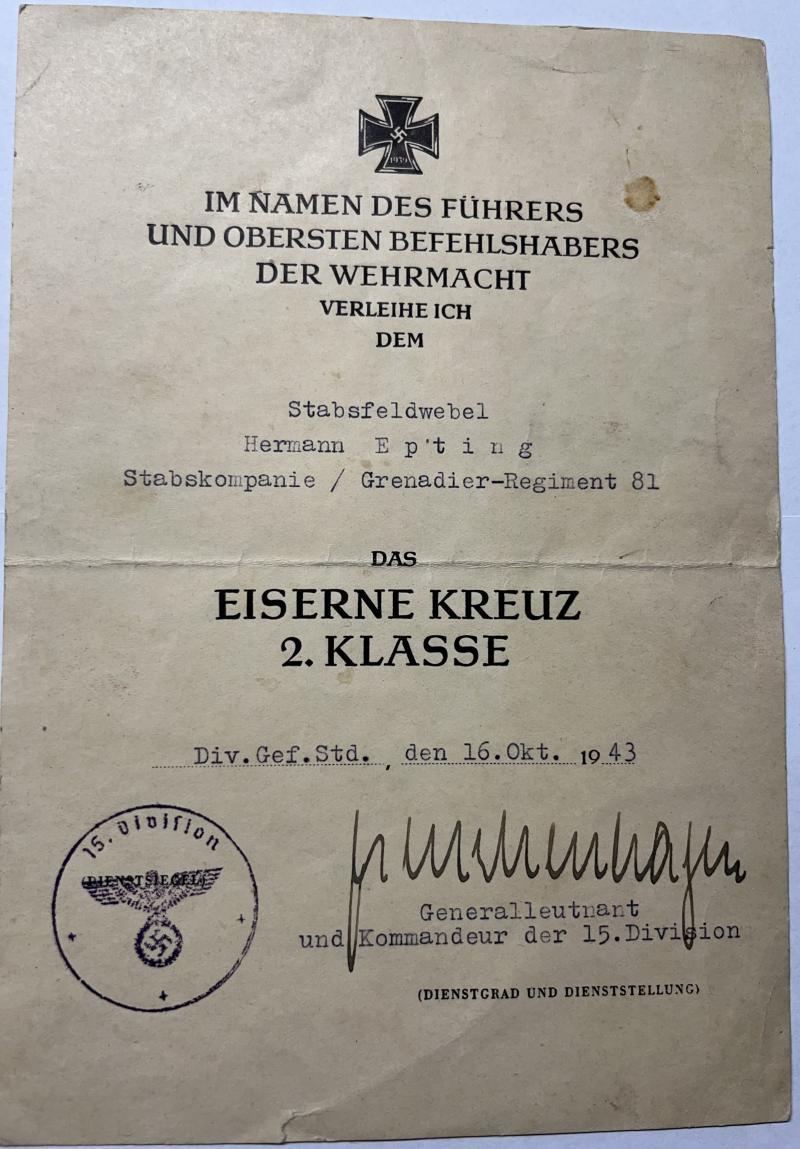 1939
IM NAMEN DES FÜHRERS
UND OBERSTEN BEFEHLSHABERS
DER WEHRMACHT
VERLEIHE ICH
DEM
Stabsfeldwebel
Hermann E p t i n g
Stabskompanie / Grenadier-Regiment 81
DAS
EISERNE KREUZ
2. KLASSE
Div.Gef.Std. , den 16.Okt. 1943
15. Division
(DIENSTSIEGEL)
Generalleutnant
und Kommandeur der 15.Division
(DIENSTGRAD UND DIENSTSTELLUNG)